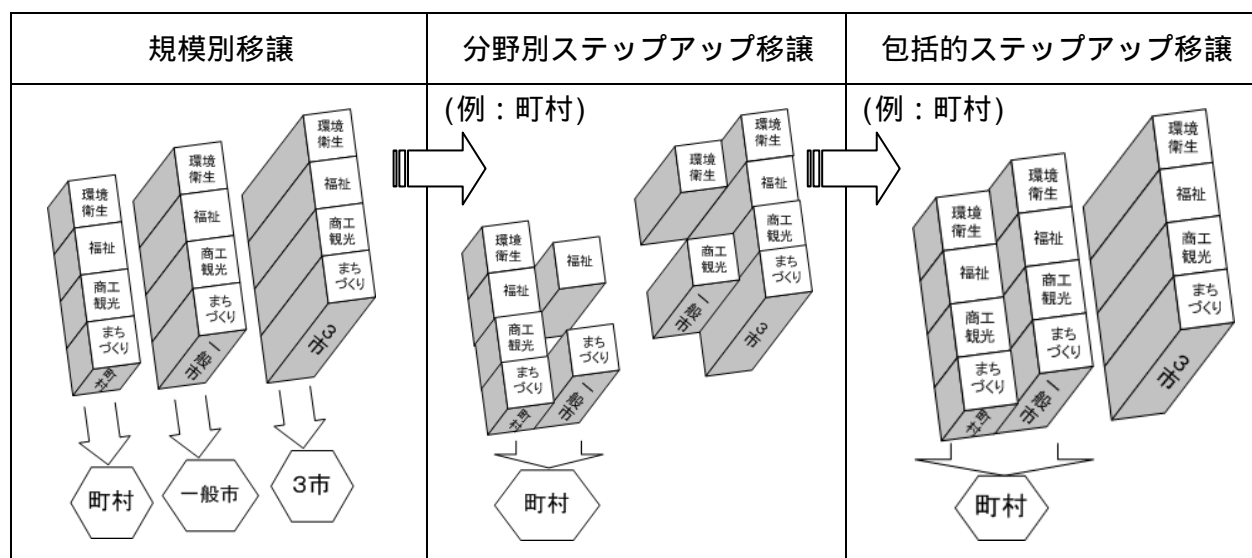 規模別移譲
分野別ステップアップ移譲
包括的ステップアップ移譲
環境
衛生
福祉
商工
観光
まち
づくり
町村
環境
衛生
福祉
商工
観光
まち
づくり
一般市
環境
衛生
福祉
商工
観光
まち
づくり
3市
町村
一般市
3市
(例：町村)
環境
衛生
福祉
商工
観光
まち
づくり
町村
福祉
まち
づくり
一般市
環境
衛生
商工
観光
一般市
環境
衛生
福祉
商工
観光
まち
づくり
3市
町村
(例：町村)
環境
衛生
福祉
商工
観光
まち
づくり
町村
環境
衛生
福祉
商工
観光
まち
づくり
一般市
環境
衛生
福祉
商工
観光
まち
づくり
3市
町村